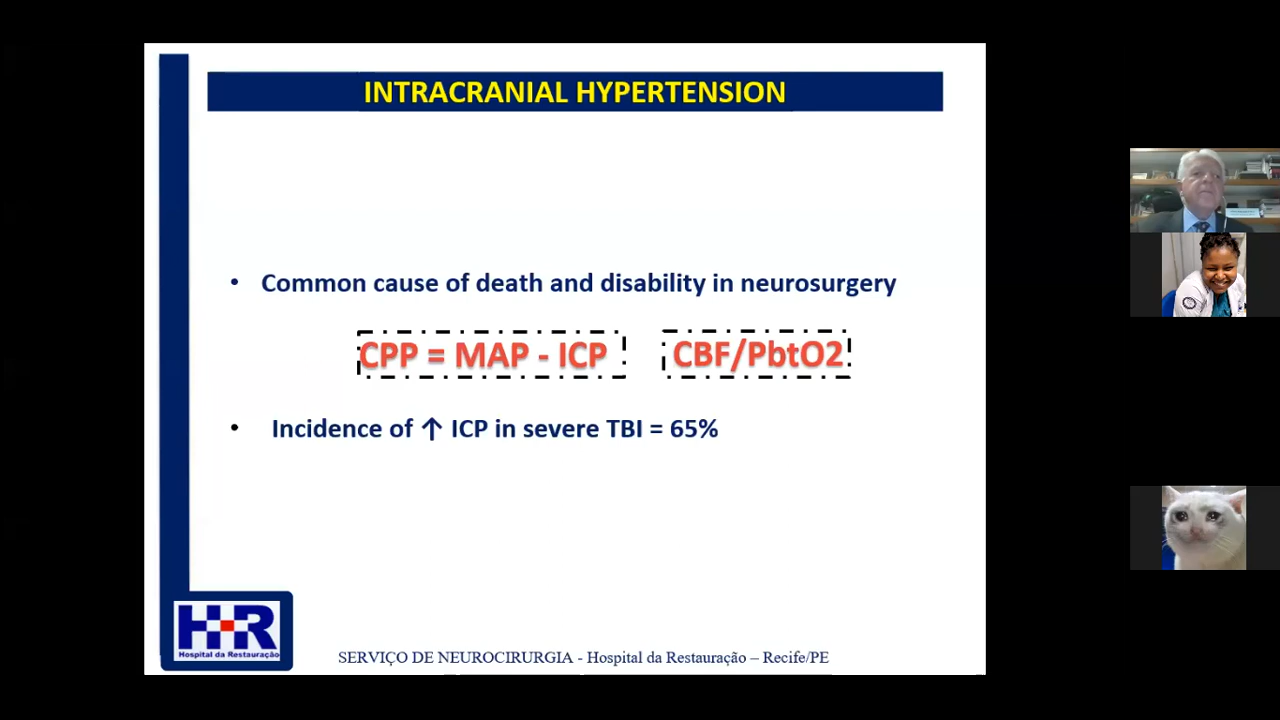 INTRACRANIAL HYPERTENSION
• Common cause of death and disability in neurosurgery
CPP = MAP - ICP
CBF/PbtO2
• Incidence of ↑ ICP in severe TBI = 65%
H+R
Hospital da Restauração
SERVIÇO DE NEUROCIRURGIA - Hospital da Restauração – Recife/PE